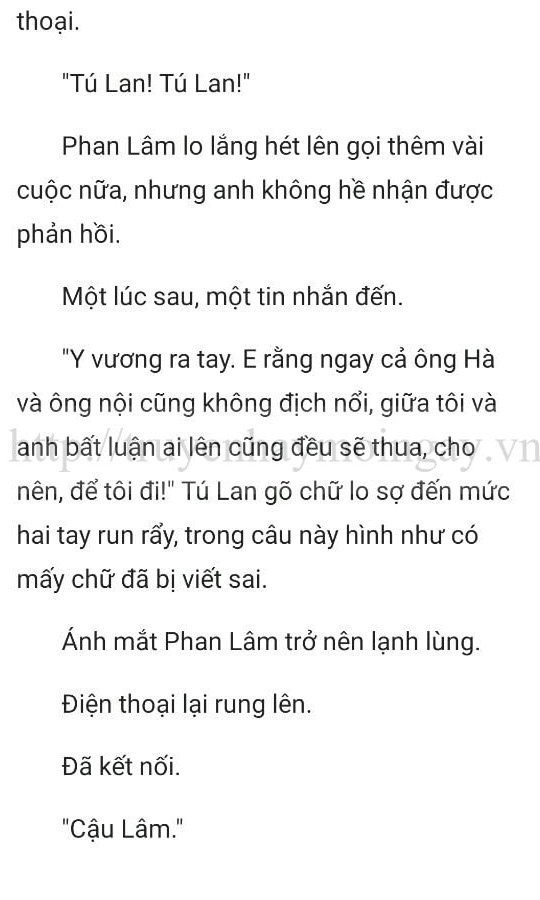 thoại.
"Tú Lan! Tú Lan!"
Phan Lâm lo lắng hét lên gọi thêm vài
cuộc nữa, nhưng anh không hề nhận được
phản hồi.
Một lúc sau, một tin nhắn đến.
"Y vương ra tay. E rằng ngay cả ông Hà
và ông nội cũng không địch nổi, giữa tôi và
anh bất luận ai lên cũng đều sẽ thua, cho
http://truyenhaymoingay.vn
nên, để tôi đi!" Tú Lan gõ chữ lo sợ đến mức
hai tay run rẩy, trong câu này hình như có
mấy chữ đã bị viết sai.
Ánh mắt Phan Lâm trở nên lạnh lùng.
Điện thoại lại rung lên.
Đã kết nối.
"Cậu Lâm."